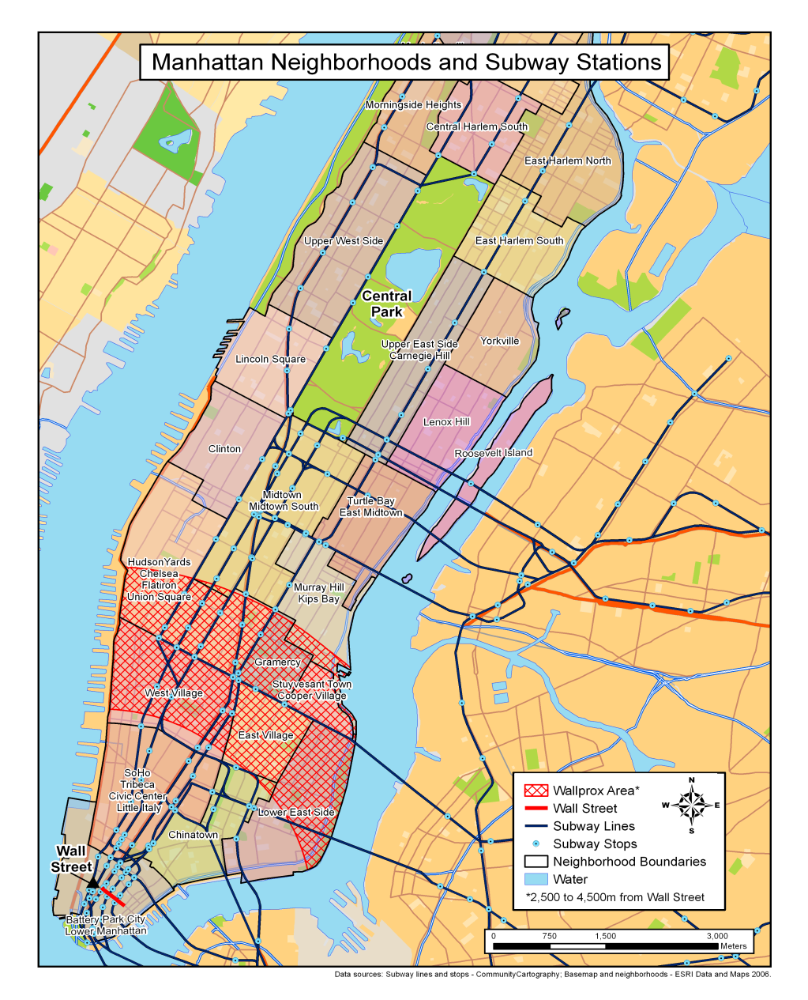 Manhattan Neighborhoods and Subway Stations
Morningside Heights
Central Harlem South
East Harlem North
Upper West Side
East Harlem South
Central
Park
Yorkville
Upper East Side
Carnegie Hill
Lincoln Square
Lenox Hill
Clinton
Roosevelt Island
Midtown
Midtown South
Turtle Bay
East Midtown
HudsonYards
Chelsea
Flatiron
Union Square
Murray Hill
Kips Bay
Gramercy
Stuyvesant Town
Cooper Village
West Village
East Village
SoHo
Tribeca
Civic Center
Little Italy
Lower East Side
Chinatown
Wall
Street
Battery Park City
Lower Manhattan
Wallprox Area*
Wall Street
Subway Lines
Subway Stops
Neighborhood Boundaries
Water
*2,500 to 4,500m from Wall Street
N
W E
S
0 750 1,500 3,000
Meters
Data sources: Subway lines and stops - CommunityCartography; Basemap and neighborhoods - ESRI Data and Maps 2006.